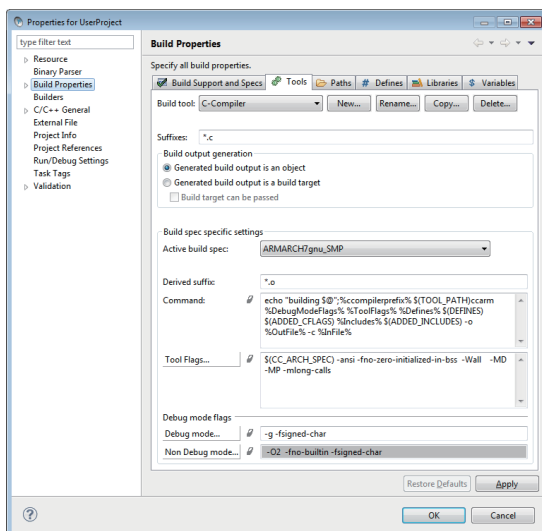 Properties for UserProject
type filter text
Resource
Binary Parser
Build Properties
Builders
C/C++ General
External File
Project Info
Project References
Run/Debug Settings
Task Tags
Validation
Build Properties
Specify all build properties.
Build Support and Specs
Tools
Paths
# Defines
Libraries
$ Variables
Build tool: C-Compiler
New...
Rename...
Copy...
Delete...
Suffixes: *.c
Build output generation
Generated build output is an object
Generated build output is a build target
Build target can be passed
Build spec specific settings
Active build spec: ARMARCH7gnu_SMP
Derived suffix: *.o
Command: echo "building $@";%ccompilerprefix% $(TOOL_PATH)ccarm
%DebugModeFlags% %ToolFlags% %Defines% $(DEFINES)
$(ADDED_CFLAGS) %Includes% $(ADDED_INCLUDES) -o
%OutFile% -c %InFile%
Tool Flags... $(CC_ARCH_SPEC) -ansi -fno-zero-initialized-in-bss -Wall -MD
-MP -mlong-calls
Debug mode flags
Debug mode... -g -fsigned-char
Non Debug mode... -O2 -fno-builtin -fsigned-char
Restore Defaults
Apply
?
OK
Cancel